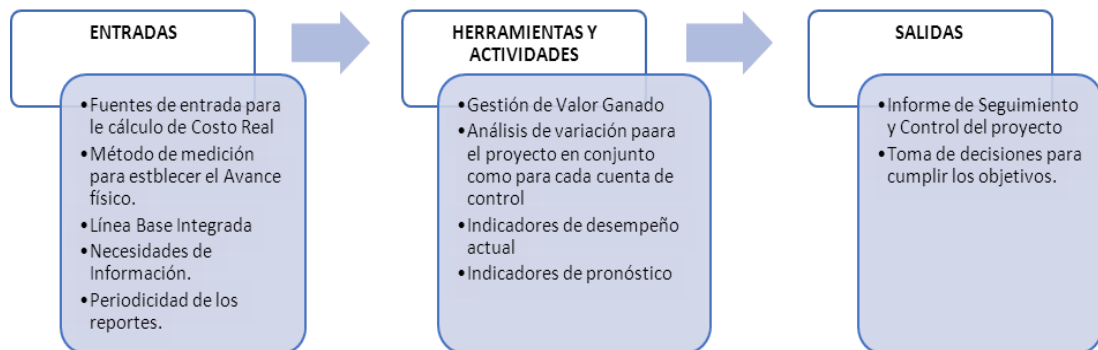 ENTRADAS
•Fuentes de entrada para
le cálculo de Costo Real
•Método de medición
para estblecer el Avance
físico.
•Línea Base Integrada
•Necesidades de
Información.
•Periodicidad de los
reportes.
HERRAMIENTAS Y
ACTIVIDADES
•Gestión de Valor Ganado
•Análisis de variación paara
el proyecto en conjunto
como para cada cuenta de
control
•Indicadores de desempeño
actual
•Indicadores de pronóstico
SALIDAS
•Informe de Seguimiento
y Control del proyecto
•Toma de decisiones para
cumplir los objetivos.